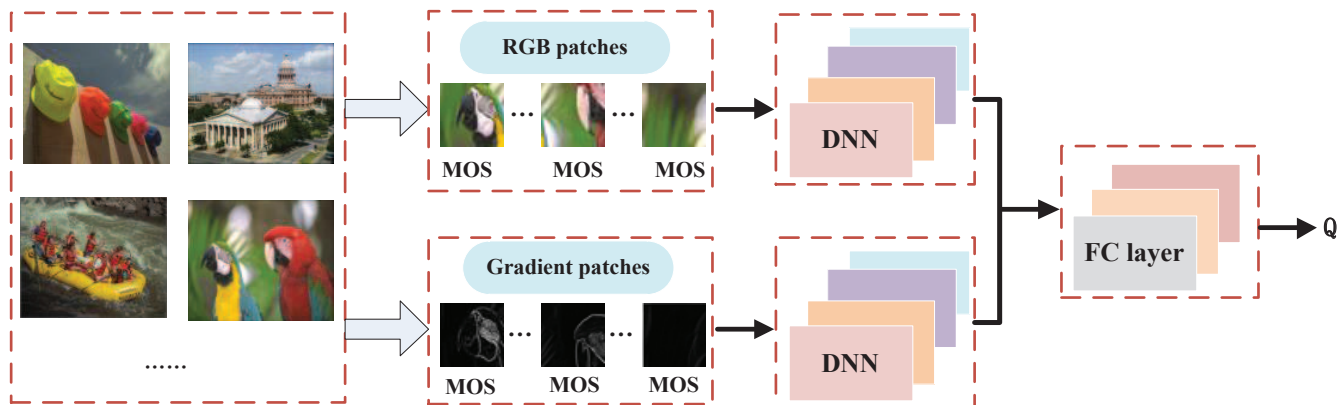 RGB patches
... ...
MOS MOS MOS
DNN
Gradient patches
... ...
MOS MOS MOS
DNN
......
FC layer
Q